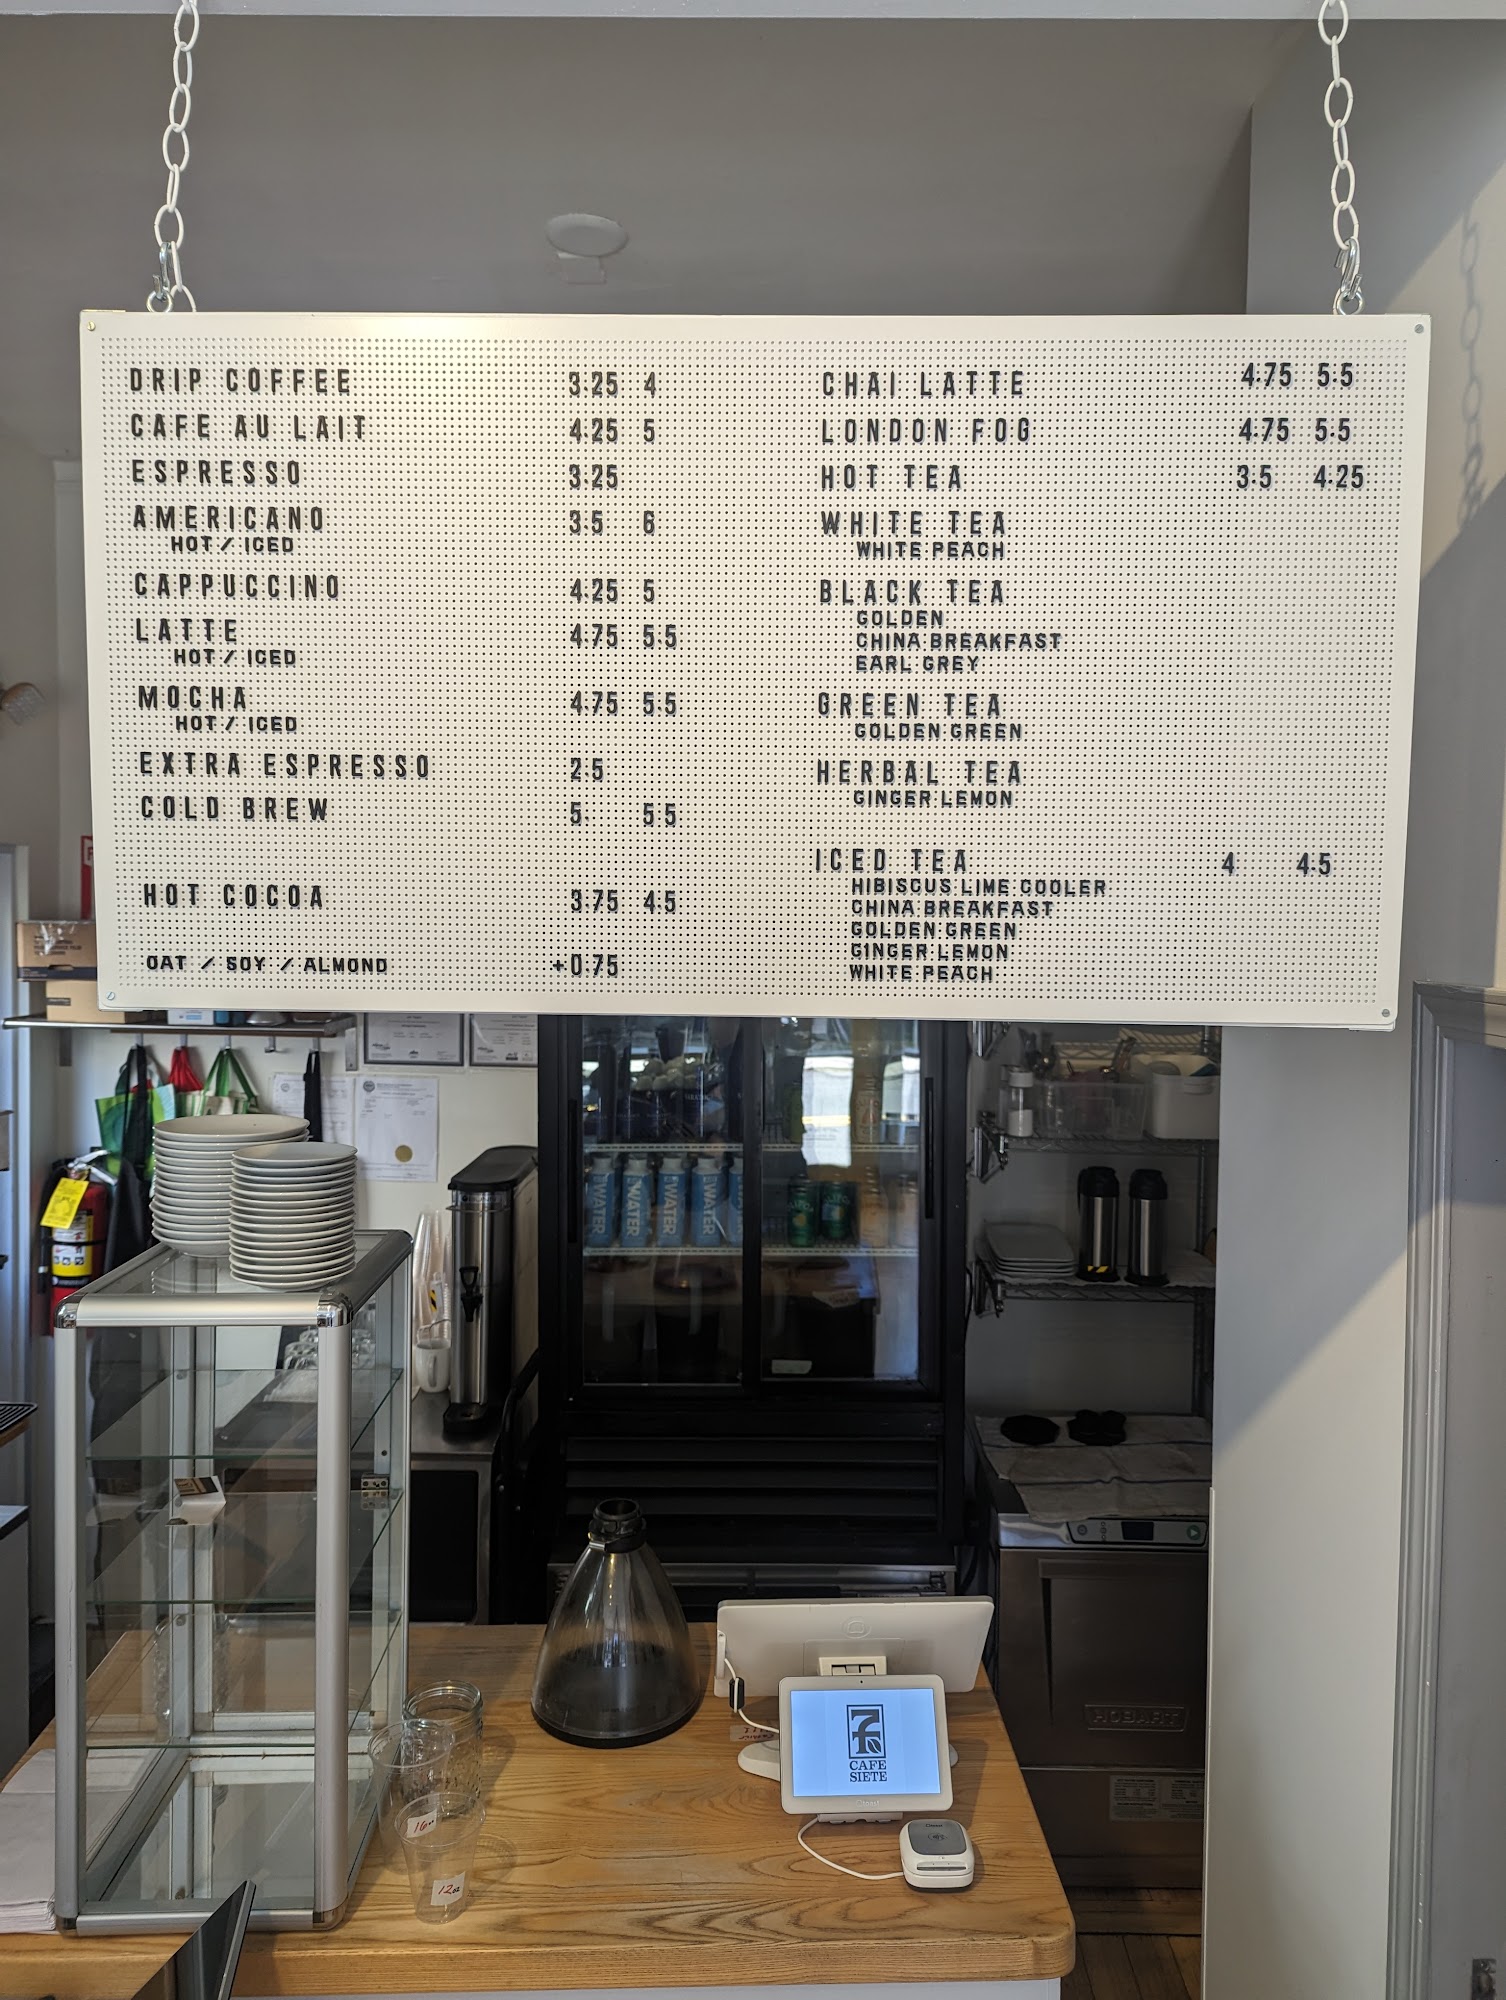 DRIP COFFEE 3.25 4
CAFE AU LAIT 4.25 5
ESPRESSO 3.25
AMERICANO 3.5 6
HOT / ICED
CAPPUCCINO 4.25 5
LATTE 4.75 5.5
HOT / ICED
MOCHA 4.75 5.5
HOT / ICED
EXTRA ESPRESSO 2.5
COLD BREW 5. 5.5
HOT COCOA 3.75 4.5
OAT / SOY / ALMOND +0.75
CHAI LATTE 4.75 5.5
LONDON FOG 4.75 5.5
HOT TEA 3.5 4.25
WHITE TEA
WHITE PEACH
BLACK TEA
GOLDEN
CHINA BREAKFAST
EARL GREY
GREEN TEA
GOLDEN GREEN
HERBAL TEA
GINGER LEMON
ICED TEA 4 4.5
HIBISCUS LIME COOLER
CHINA BREAKFAST
GOLDEN GREEN
GINGER LEMON
WHITE PEACH
WATER
WATER
WATER
WATER
HOBART
7
CAFE
SIETE
16oz
12oz